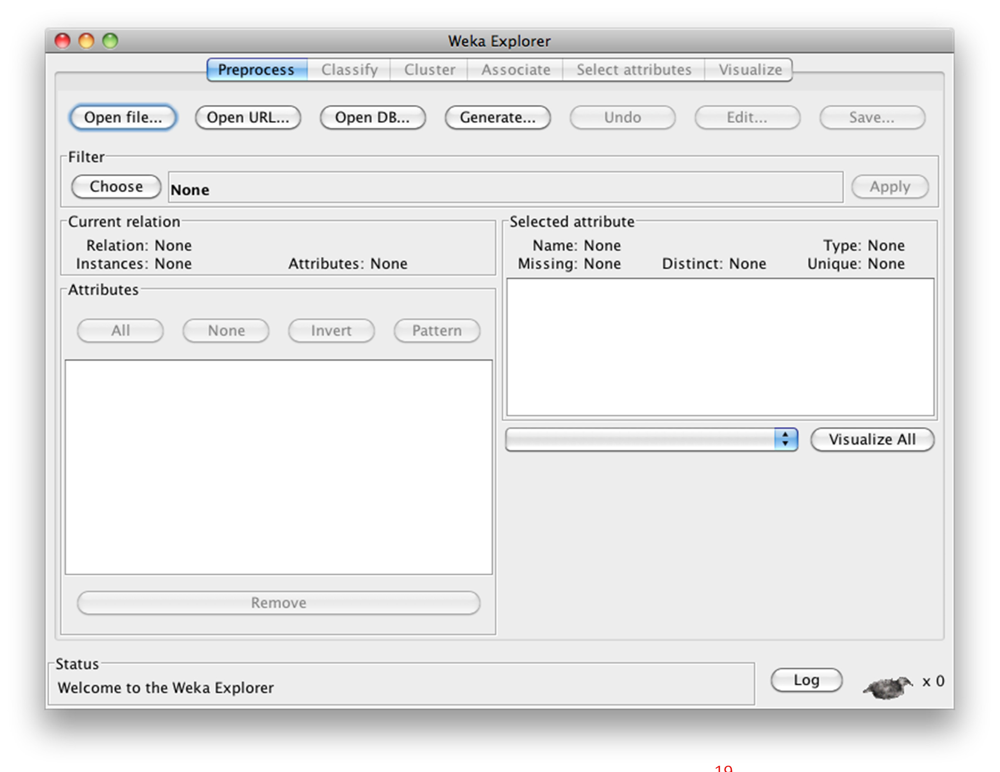 Weka Explorer
Preprocess Classify Cluster Associate Select attributes Visualize
Open file... Open URL... Open DB... Generate... Undo Edit... Save...
Filter
Choose None Apply
Current relation
Relation: None
Instances: None Attributes: None
Attributes
All None Invert Pattern
Remove
Selected attribute
Name: None Type: None
Missing: None Distinct: None Unique: None
Visualize All
Status
Welcome to the Weka Explorer
Log x 0
19